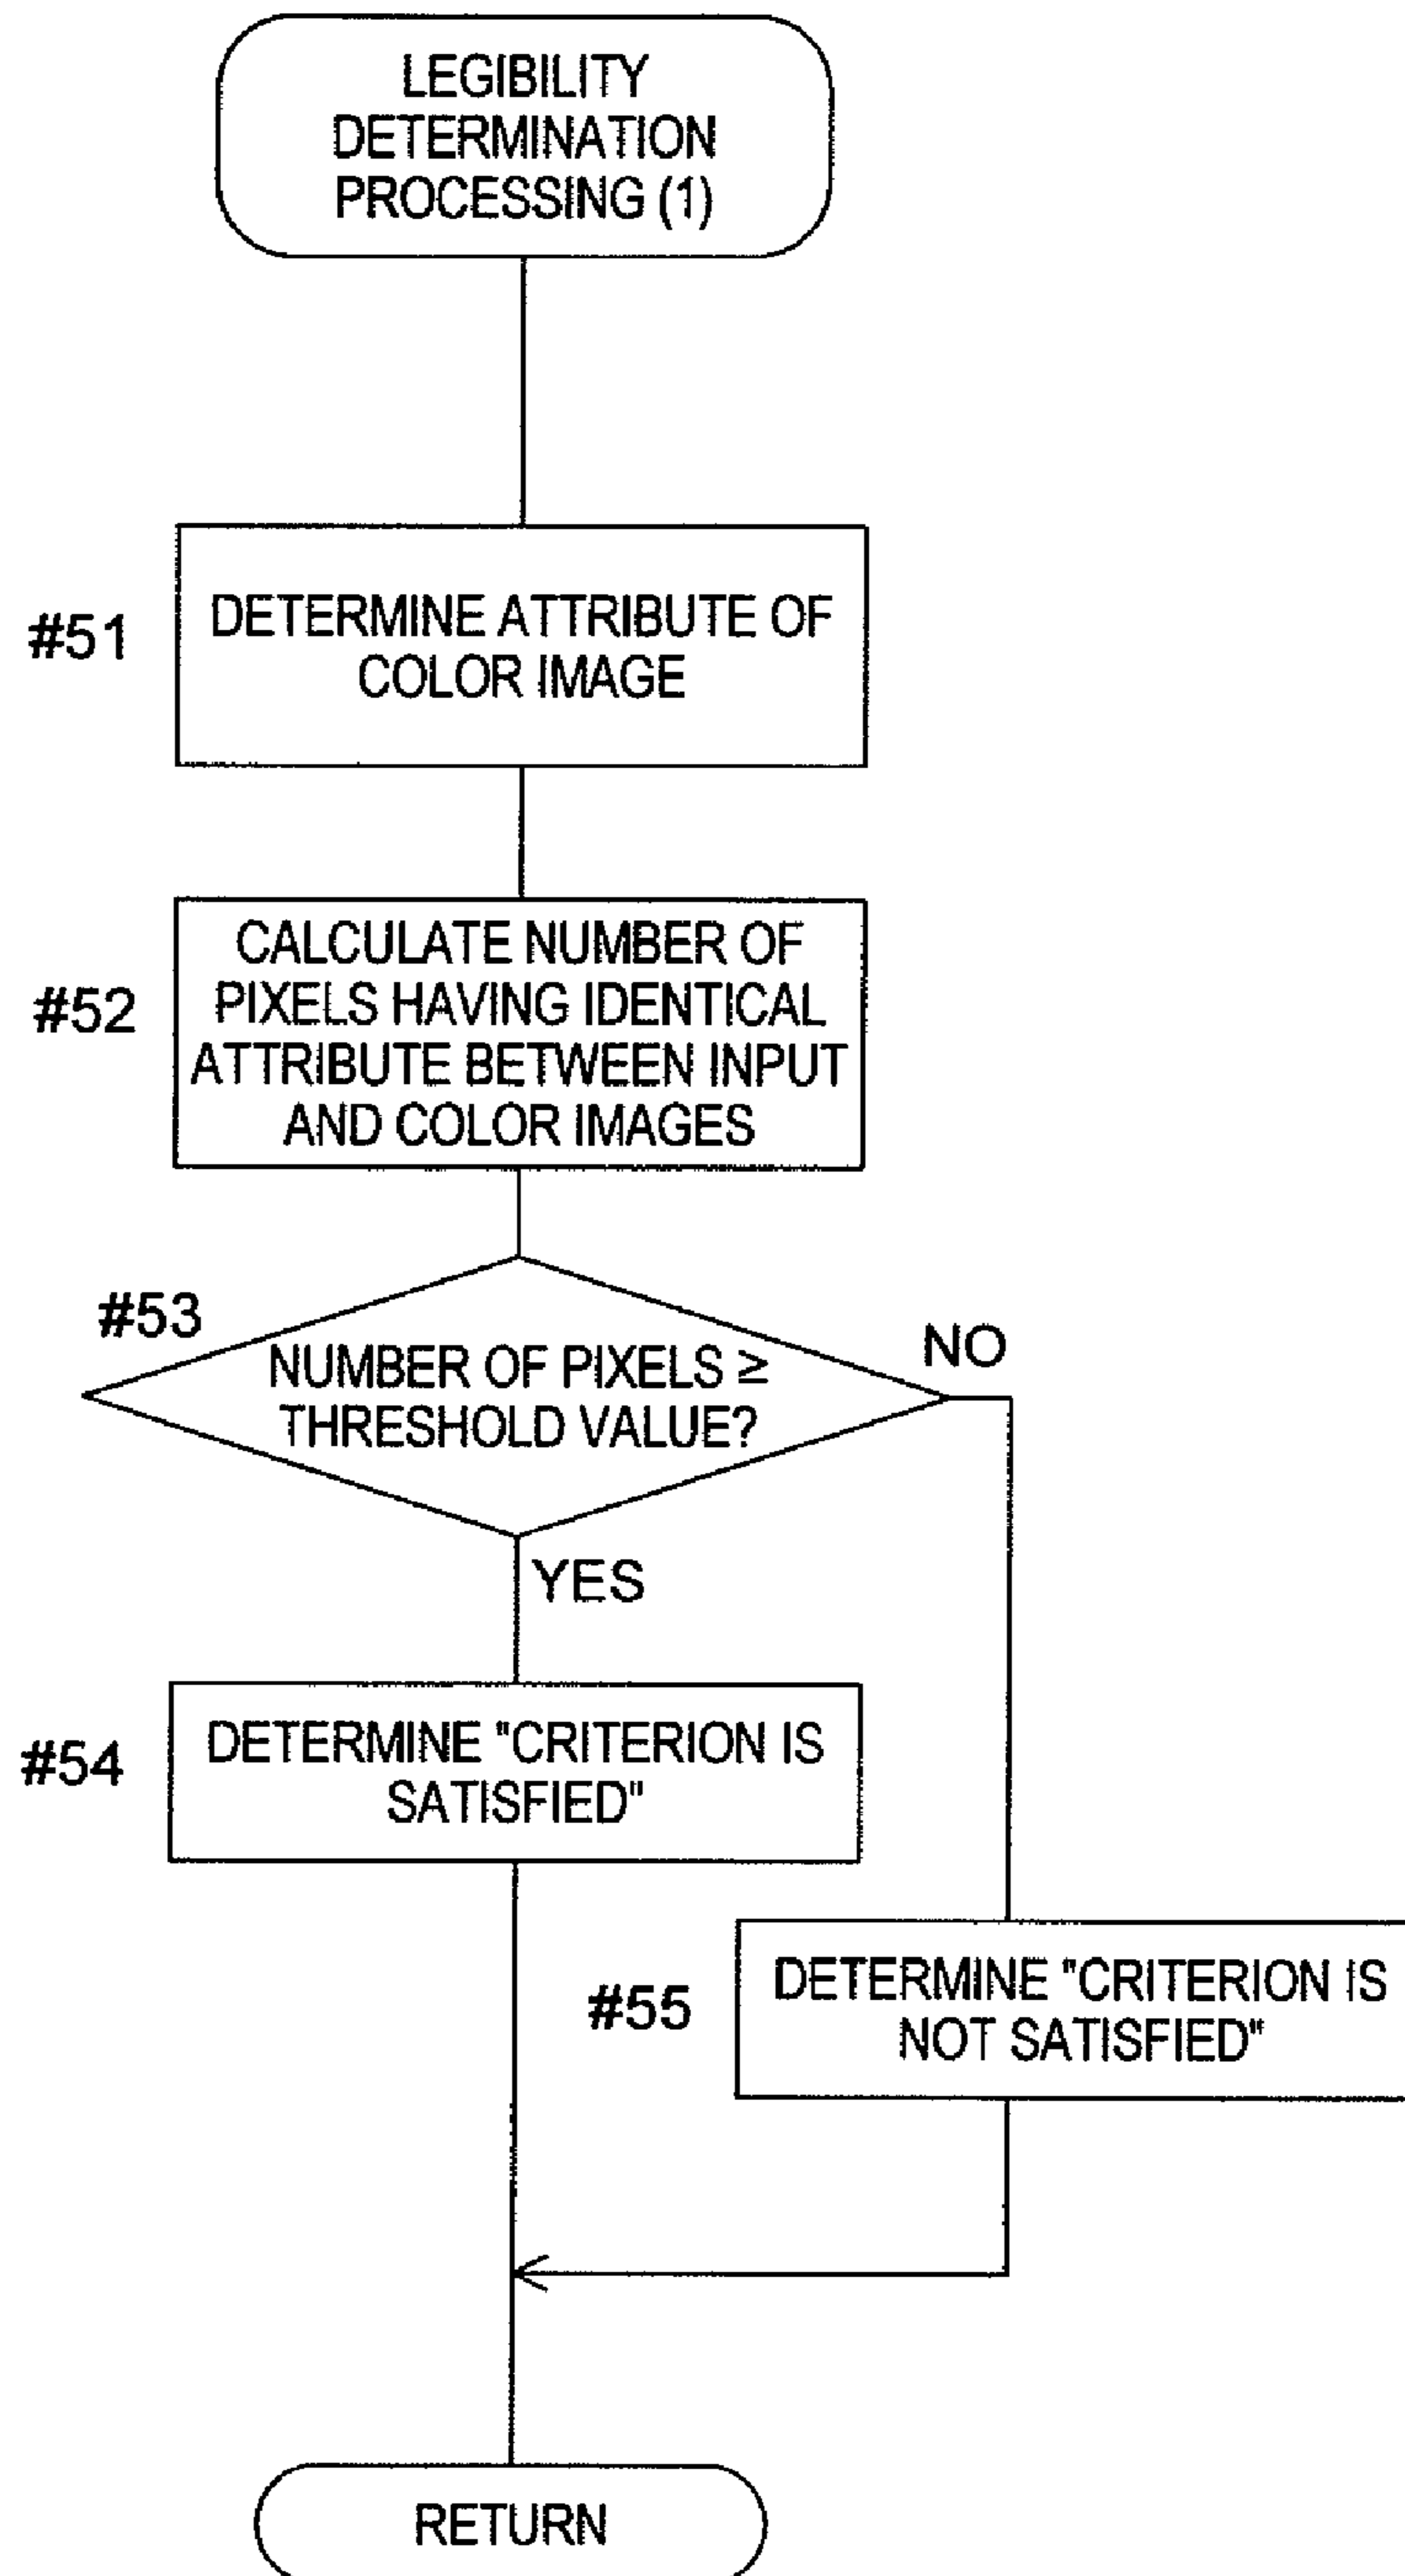 LEGIBILITY
DETERMINATION
PROCESSING (1)
#51
DETERMINE ATTRIBUTE OF
COLOR IMAGE
#52
CALCULATE NUMBER OF
PIXELS HAVING IDENTICAL
ATTRIBUTE BETWEEN INPUT
AND COLOR IMAGES
#53
NUMBER OF PIXELS ≥
THRESHOLD VALUE?
NO
YES
#54
DETERMINE "CRITERION IS
SATISFIED"
#55
DETERMINE "CRITERION IS
NOT SATISFIED"
RETURN